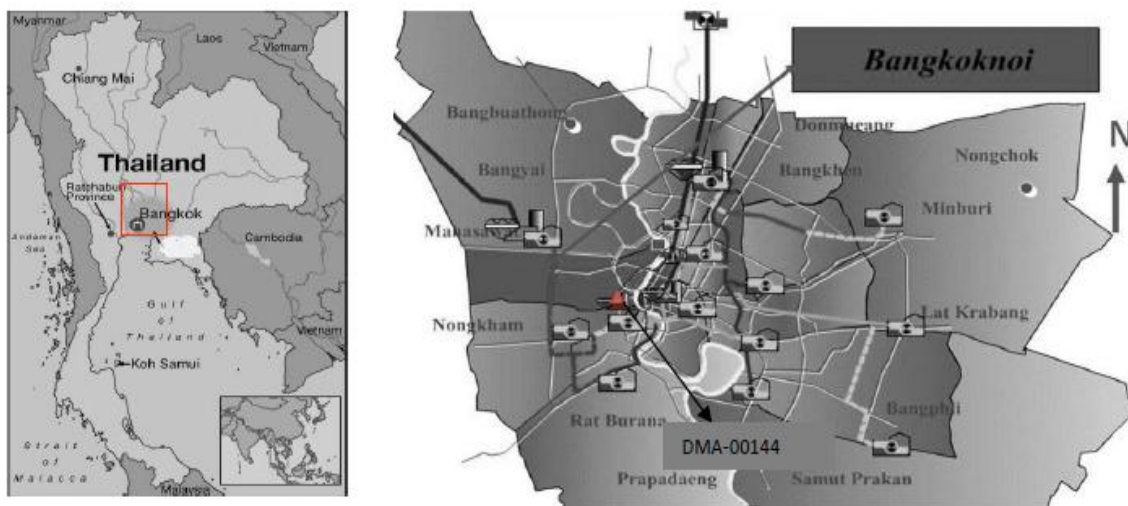 Myanmar
Laos
Vietnam
Chiang Mai
Thailand
Ratchaburi
Province
Bangkok
Andaman
Sea
Cambodia
Gulf
of
Thailand
Vietnam
Koh Samui
Strait
of
Malacca
Malaysia
Bangkoknoi
Bangbuathong
Donmueang
N
Bangyai
Bangkhen
Nongchok
Minburi
Nongkham
Lat Krabang
Rat Burana
Bangphli
DMA-00144
Prapadaeng
Samut Prakan